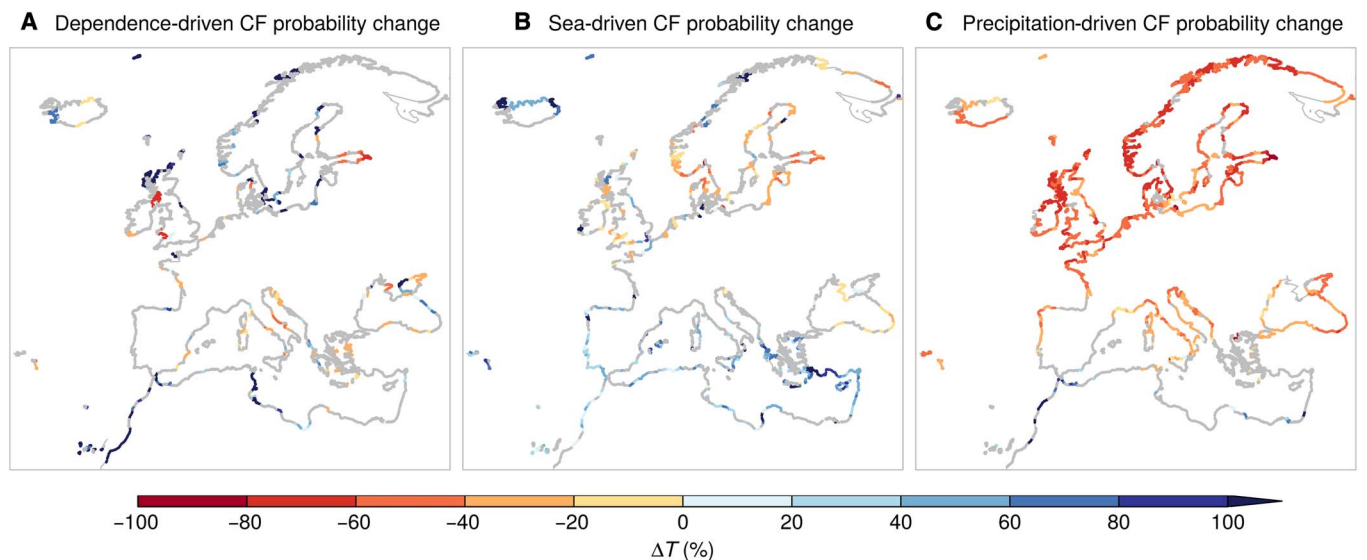 A Dependence-driven CF probability change
B Sea-driven CF probability change
C Precipitation-driven CF probability change
−100 −80 −60 −40 −20 0 20 40 60 80 100
ΔT (%)